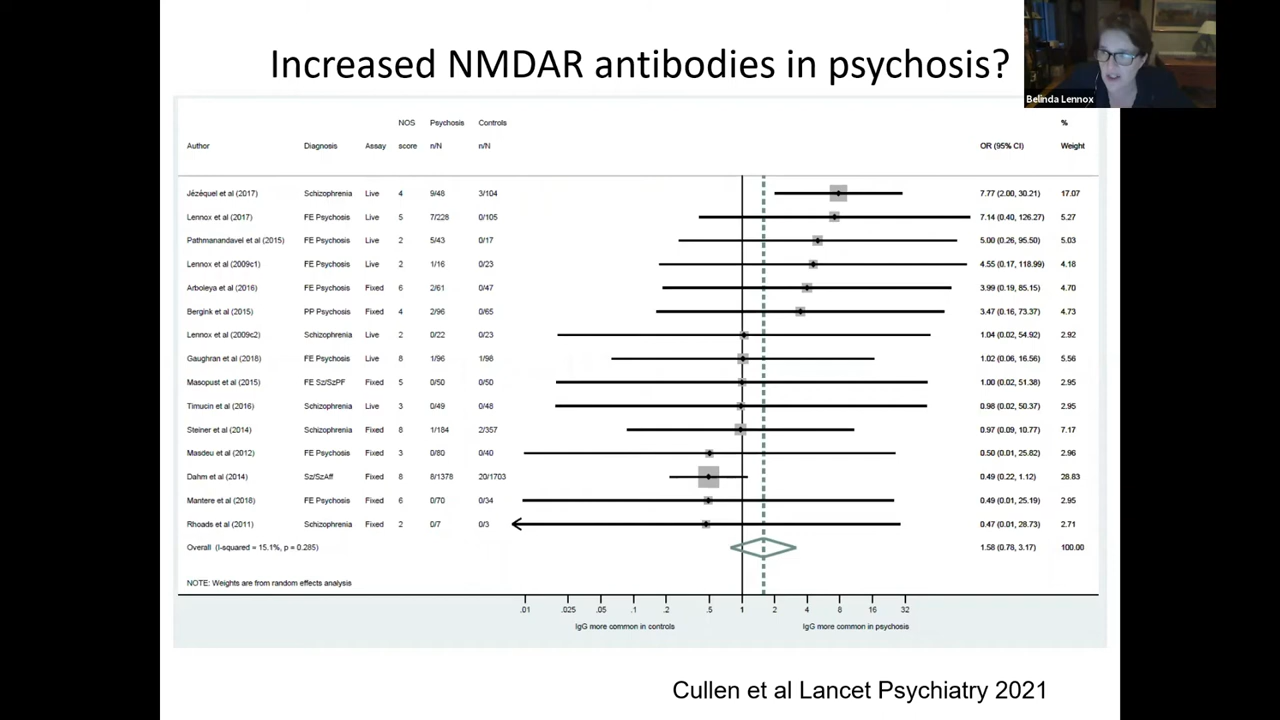 Increased NMDAR antibodies in psychosis?
Belinda Lennox
NOS Psychosis Controls %
Author Diagnosis Assay score n/N n/N OR (95% CI) Weight
Jézéquel et al (2017) Schizophrenia Live 4 9/48 3/104 7.77 (2.00, 30.21) 17.07
Lennox et al (2017) FE Psychosis Live 5 7/228 0/105 7.14 (0.40, 126.27) 5.27
Pathmanandavel et al (2015) FE Psychosis Live 2 5/43 0/17 5.00 (0.26, 95.50) 5.03
Lennox et al (2009c1) FE Psychosis Live 2 1/16 0/23 4.55 (0.17, 118.99) 4.18
Arboleya et al (2016) FE Psychosis Fixed 6 2/61 0/47 3.99 (0.19, 85.15) 4.70
Bergink et al (2015) PP Psychosis Fixed 4 2/96 0/65 3.47 (0.16, 73.37) 4.73
Lennox et al (2009c2) Schizophrenia Live 2 0/22 0/23 1.04 (0.02, 54.92) 2.92
Gaughran et al (2018) FE Psychosis Live 8 1/96 1/98 1.02 (0.06, 16.56) 5.56
Masopust et al (2015) FE Sz/SzPF Fixed 5 0/50 0/50 1.00 (0.02, 51.38) 2.95
Timucin et al (2016) Schizophrenia Live 3 0/49 0/48 0.98 (0.02, 50.37) 2.95
Steiner et al (2014) Schizophrenia Fixed 8 1/184 2/357 0.97 (0.09, 10.77) 7.17
Masdeu et al (2012) FE Psychosis Fixed 3 0/80 0/40 0.50 (0.01, 25.82) 2.96
Dahm et al (2014) Sz/SzAff Fixed 8 8/1378 20/1703 0.49 (0.22, 1.12) 28.83
Mantere et al (2018) FE Psychosis Fixed 6 0/70 0/34 0.49 (0.01, 25.19) 2.95
Rhoads et al (2011) Schizophrenia Fixed 2 0/7 0/3 0.47 (0.01, 28.73) 2.71
Overall (I-squared = 15.1%, p = 0.285) 1.58 (0.78, 3.17) 100.00
NOTE: Weights are from random effects analysis
.01 .025 .05 .1 .2 .5 1 2 4 8 16 32
IgG more common in controls IgG more common in psychosis
Cullen et al Lancet Psychiatry 2021